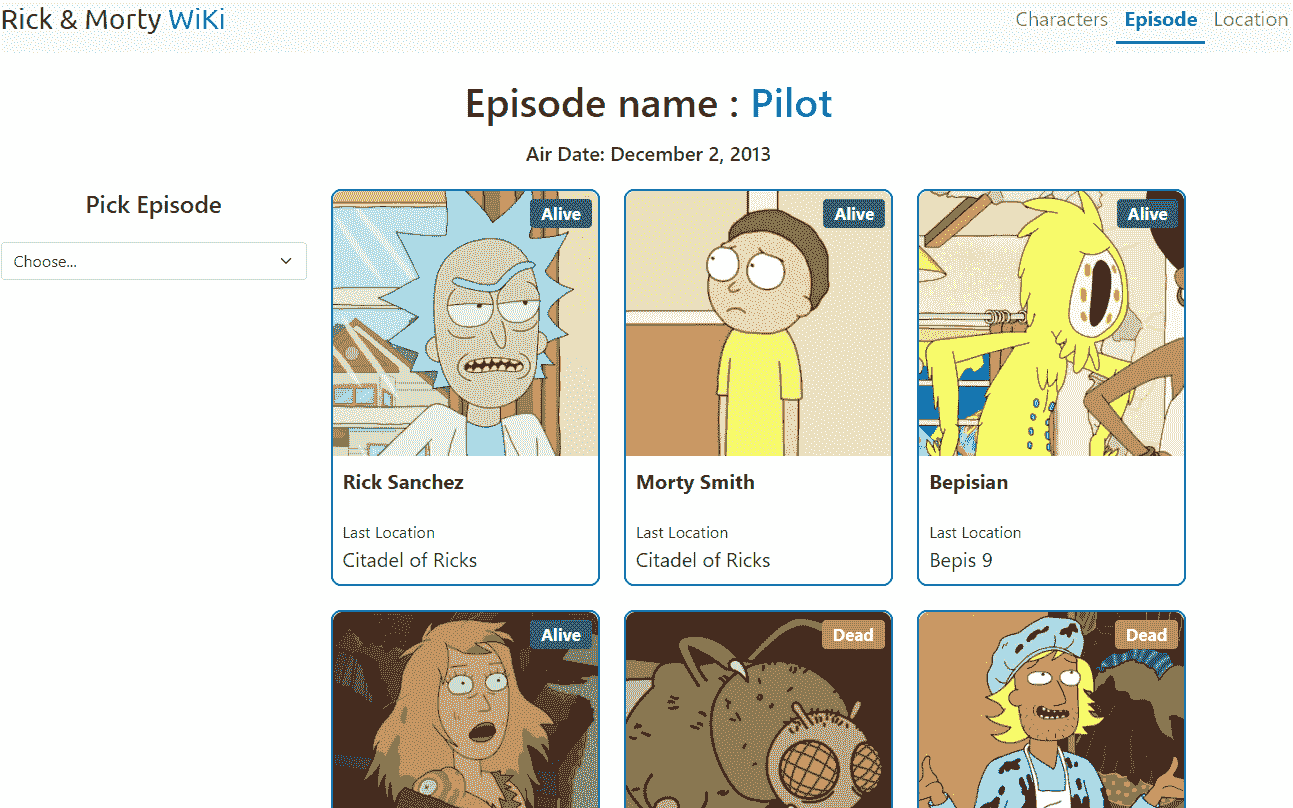 Rick & Morty WiKi
Characters Episode Location
Episode name : Pilot
Air Date: December 2, 2013
Pick Episode
Choose...
Alive
Rick Sanchez
Last Location
Citadel of Ricks
Alive
Morty Smith
Last Location
Citadel of Ricks
Alive
Bepisian
Last Location
Bepis 9
Alive
Dead
Dead